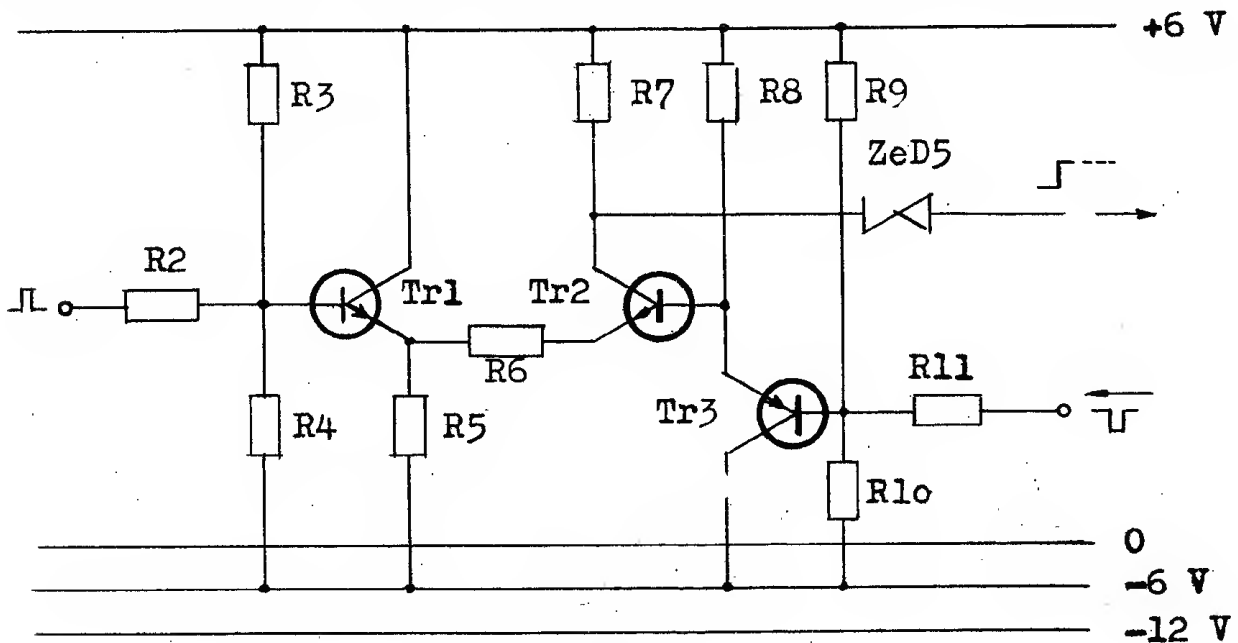 +6 V
R3
R7
R8
R9
ZeD5
R2
Tr1
Tr2
R6
R11
Tr3
R4
R5
R1o
0
-6 V
-12 V